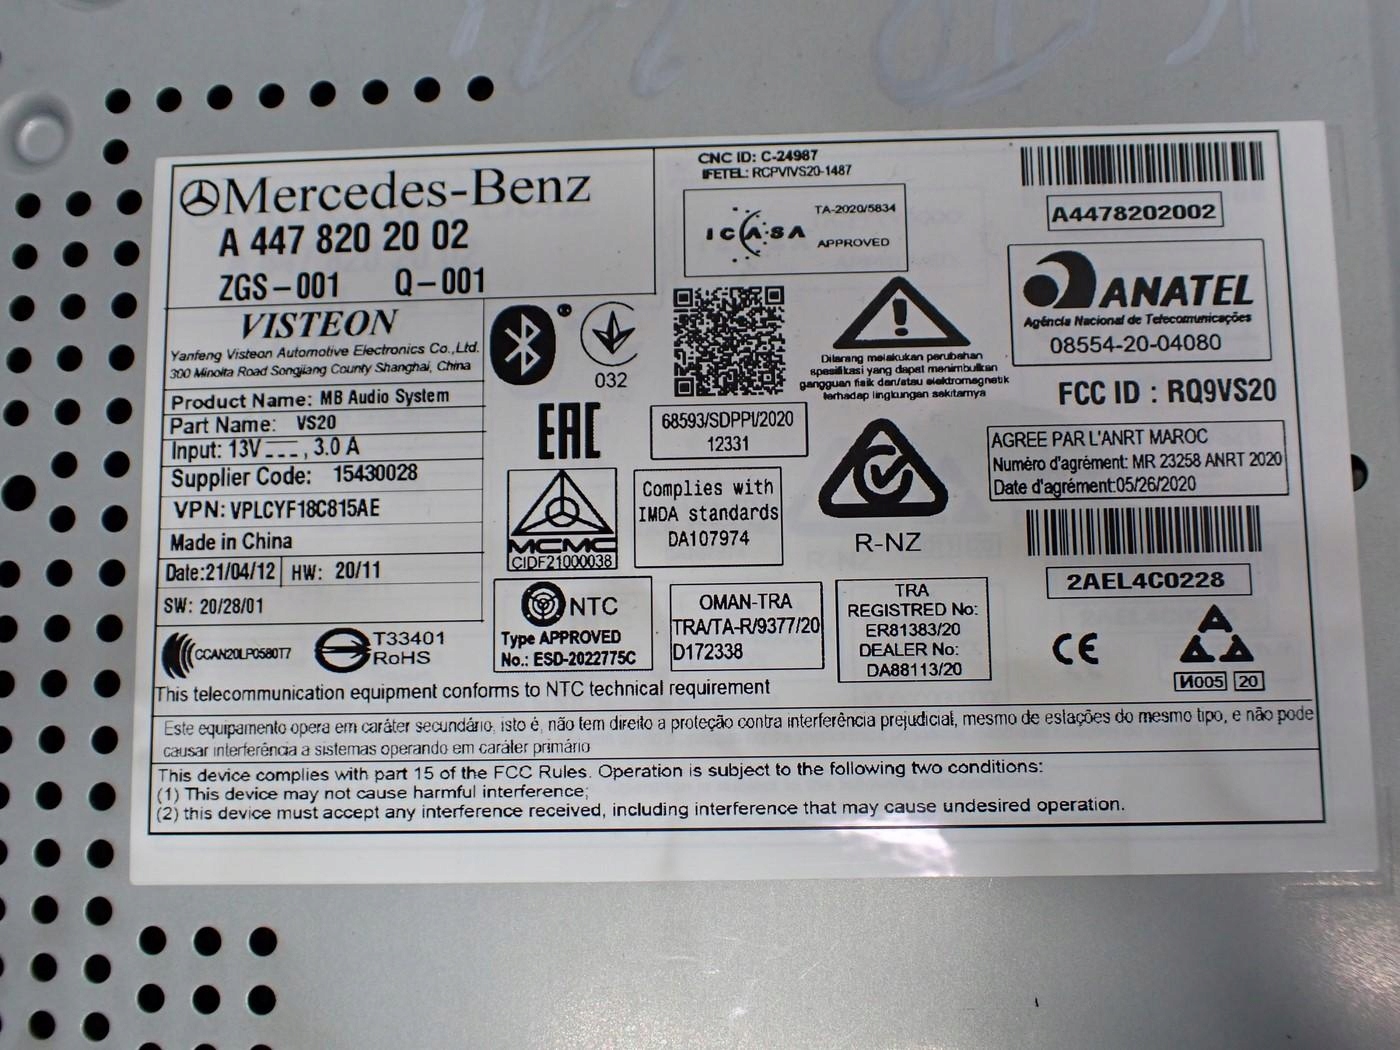 Mercedes-Benz
A 447 820 20 02
ZGS-001 Q-001
VISTEON
Yanfeng Visteon Automotive Electronics Co.,Ltd.
300 Minolta Road Songjiang County Shanghai, China
Product Name: MB Audio System
Part Name: VS20
Input: 13V , 3.0 A
Supplier Code: 15430028
VPN: VPLCYF18C815AE
Made in China
Date:21/04/12 HW: 20/11
SW: 20/28/01
CCAN20LP0580T7
T33401
RoHS
CNC ID: C-24987
IFETEL: RCPVIVS20-1487
ICASA
TA-2020/5834
APPROVED
032
EAC
68593/SDPPI/2020
12331
Dilarang melakukan perubahan
spesifikasi yang dapat menimbulkan
gangguan fisik dan/atau elektromagnetik
terhadap lingkungan sekitarnya
MCMC
CIDF21000038
Complies with
IMDA standards
DA107974
R-NZ
NTC
Type APPROVED
No.: ESD-2022775C
OMAN-TRA
TRA/TA-R/9377/20
D172338
TRA
REGISTRED No:
ER81383/20
DEALER No:
DA88113/20
A4478202002
ANATEL
Agência Nacional de Telecomunicações
08554-20-04080
FCC ID : RQ9VS20
AGREE PAR L'ANRT MAROC
Numéro d'agrément: MR 23258 ANRT 2020
Date d'agrément:05/26/2020
2AEL4C0228
CE
И005 20
This telecommunication equipment conforms to NTC technical requirement
Este equipamento opera em caráter secundário, isto é, não tem direito a proteção contra interferência prejudicial, mesmo de estações do mesmo tipo, e não pode
causar interferência a sistemas operando em caráter primário
This device complies with part 15 of the FCC Rules. Operation is subject to the following two conditions:
(1) This device may not cause harmful interference;
(2) this device must accept any interference received, including interference that may cause undesired operation.